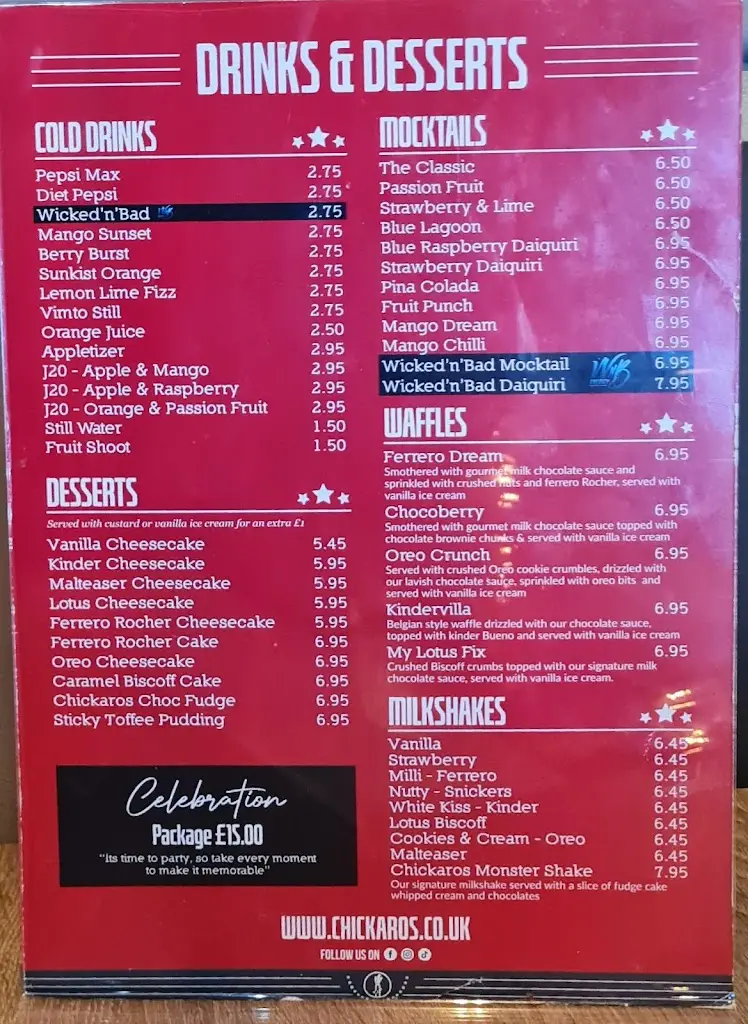 DRINKS & DESSERTS
COLD DRINKS
Pepsi Max 2.75
Diet Pepsi 2.75
Wicked'n'Bad 2.75
Mango Sunset 2.75
Berry Burst 2.75
Sunkist Orange 2.75
Lemon Lime Fizz 2.75
Vimto Still 2.75
Orange Juice 2.50
Appletizer 2.95
J20 - Apple & Mango 2.95
J20 - Apple & Raspberry 2.95
J20 - Orange & Passion Fruit 2.95
Still Water 1.50
Fruit Shoot 1.50
DESSERTS
Served with custard or vanilla ice cream for an extra £1
Vanilla Cheesecake 5.45
Kinder Cheesecake 5.95
Malteaser Cheesecake 5.95
Lotus Cheesecake 5.95
Ferrero Rocher Cheesecake 5.95
Ferrero Rocher Cake 6.95
Oreo Cheesecake 6.95
Caramel Biscoff Cake 6.95
Chickaros Choc Fudge 6.95
Sticky Toffee Pudding 6.95
Celebration
Package £15.00
"Its time to party, so take every moment
to make it memorable"
MOCKTAILS
The Classic 6.50
Passion Fruit 6.50
Strawberry & Lime 6.50
Blue Lagoon 6.50
Blue Raspberry Daiquiri 6.95
Strawberry Daiquiri 6.95
Pina Colada 6.95
Fruit Punch 6.95
Mango Dream 6.95
Mango Chilli 6.95
Wicked'n'Bad Mocktail 6.95
Wicked'n'Bad Daiquiri 7.95
WAFFLES
Ferrero Dream 6.95
Smothered with gourmet milk chocolate sauce and
sprinkled with crushed nuts and ferrero Rocher, served with
vanilla ice cream
Chocoberry 6.95
Smothered with gourmet milk chocolate sauce topped with
chocolate brownie chunks & served with vanilla ice cream
Oreo Crunch 6.95
Served with crushed Oreo cookie crumbles, drizzled with
our lavish chocolate sauce, sprinkled with oreo bits and
served with vanilla ice cream
Kindervilla 6.95
Belgian style waffle drizzled with our chocolate sauce,
topped with kinder Bueno and served with vanilla ice cream
My Lotus Fix 6.95
Crushed Biscoff crumbs topped with our signature milk
chocolate sauce, served with vanilla ice cream.
MILKSHAKES
Vanilla 6.45
Strawberry 6.45
Milli - Ferrero 6.45
Nutty - Snickers 6.45
White Kiss - Kinder 6.45
Lotus Biscoff 6.45
Cookies & Cream - Oreo 6.45
Malteaser 6.45
Chickaros Monster Shake 7.95
Our signature milkshake served with a slice of fudge cake
whipped cream and chocolates
WWW.CHICKAROS.CO.UK
FOLLOW US ON